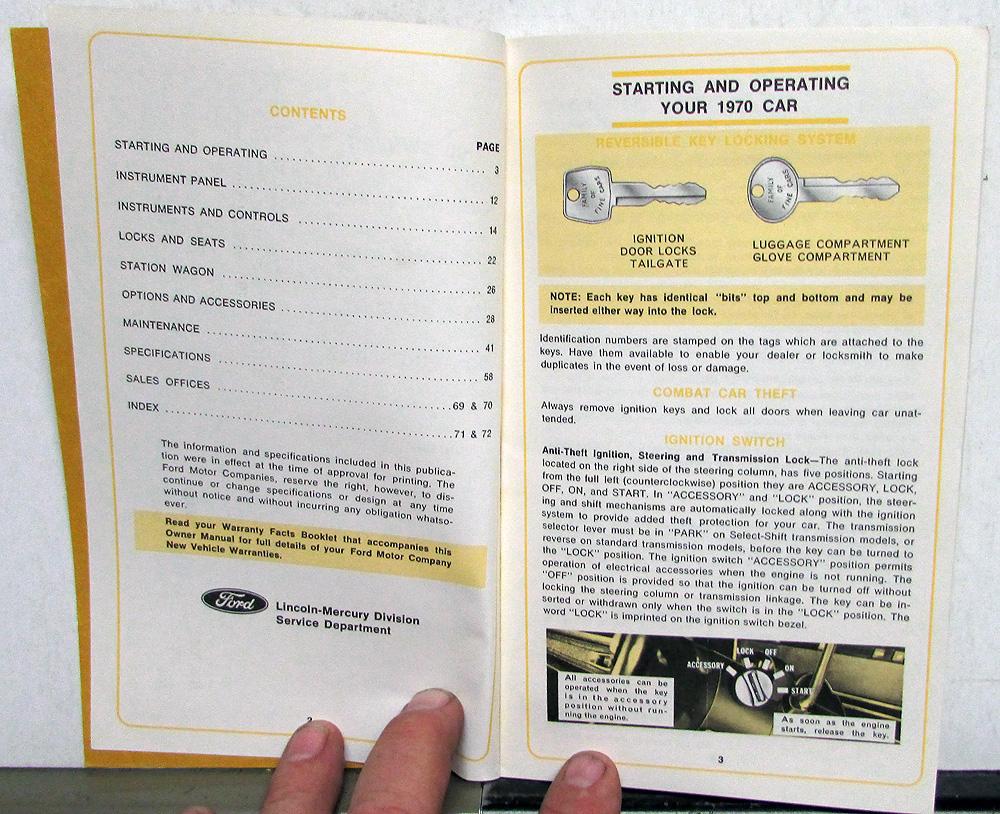 CONTENTS
PAGE
STARTING AND OPERATING ........ 3
INSTRUMENT PANEL ........ 12
INSTRUMENTS AND CONTROLS ........ 14
LOCKS AND SEATS ........ 22
STATION WAGON ........ 26
OPTIONS AND ACCESSORIES ........ 28
MAINTENANCE ........ 41
SPECIFICATIONS ........ 58
SALES OFFICES ........ 69 & 70
INDEX ........ 71 & 72
The information and specifications included in this publica-
tion were in effect at the time of approval for printing. The
Ford Motor Companies, reserve the right, however, to dis-
continue or change specifications or design at any time
without notice and without incurring any obligation whatso-
ever.
Read your Warranty Facts Booklet that accompanies this
Owner Manual for full details of your Ford Motor Company
New Vehicle Warranties.
Ford
Lincoln-Mercury Division
Service Department
2
STARTING AND OPERATING
YOUR 1970 CAR
REVERSIBLE KEY LOCKING SYSTEM
FAMILY
OF
FINE CARS
FAMILY
OF
FINE CARS
IGNITION
DOOR LOCKS
TAILGATE
LUGGAGE COMPARTMENT
GLOVE COMPARTMENT
NOTE: Each key has identical "bits" top and bottom and may be
inserted either way into the lock.
Identification numbers are stamped on the tags which are attached to the
keys. Have them available to enable your dealer or locksmith to make
duplicates in the event of loss or damage.
COMBAT CAR THEFT
Always remove ignition keys and lock all doors when leaving car unat-
tended.
IGNITION SWITCH
Anti-Theft Ignition, Steering and Transmission Lock—The anti-theft lock
located on the right side of the steering column, has five positions. Starting
from the full left (counterclockwise) position they are ACCESSORY, LOCK,
OFF, ON, and START. In "ACCESSORY" and "LOCK" position, the steer-
ing and shift mechanisms are automatically locked along with the ignition
system to provide added theft protection for your car. The transmission
selector lever must be in "PARK" on Select-Shift transmission models, or
reverse on standard transmission models, before the key can be turned to
the "LOCK" position. The ignition switch "ACCESSORY" position permits
operation of electrical accessories when the engine is not running. The
"OFF" position is provided so that the ignition can be turned off without
locking the steering column or transmission linkage. The key can be in-
serted or withdrawn only when the switch is in the "LOCK" position. The
word "LOCK" is imprinted on the ignition switch bezel.
ACCESSORY
LOCK
OFF
ON
START
All accessories can be
operated when the key
is in the accessory
position without run-
ning the engine.
As soon as the engine
starts, release the key.
3